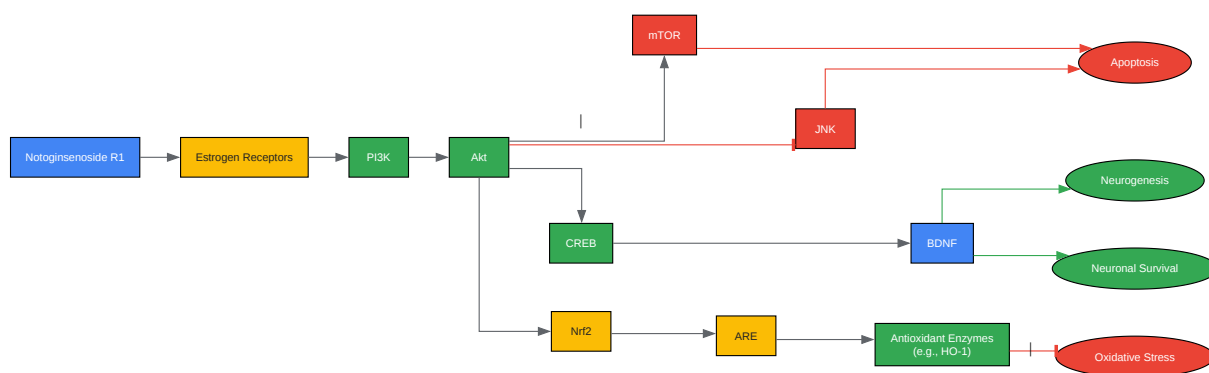 mTOR
Apoptosis
JNK
Notoginsenoside R1
Estrogen Receptors
PI3K
Akt
Neurogenesis
CREB
BDNF
Neuronal Survival
Nrf2
ARE
Antioxidant Enzymes
(e.g., HO-1)
Oxidative Stress